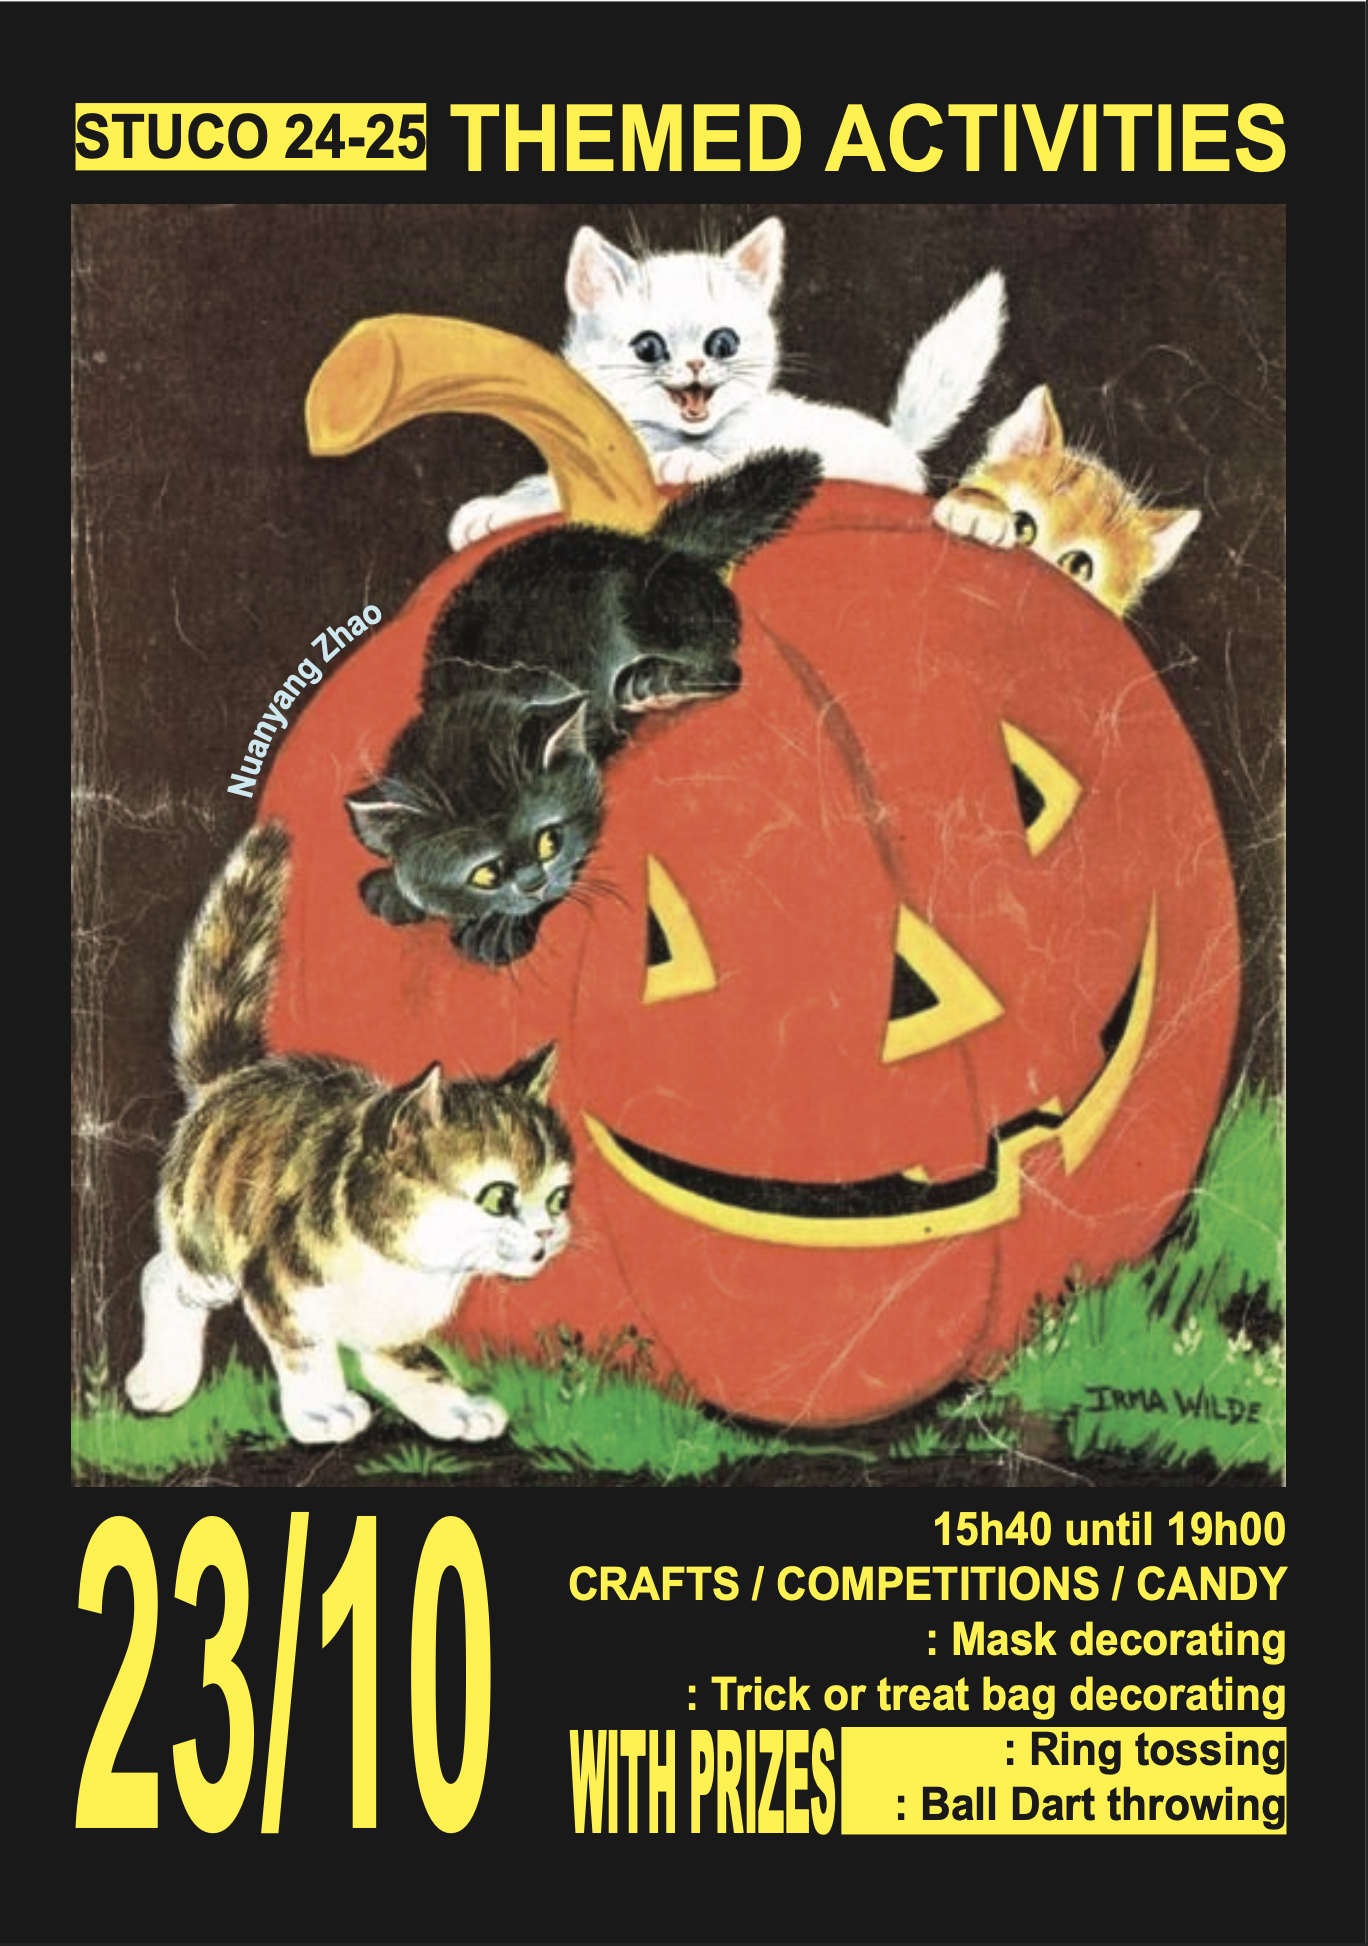 STUCO 24-25 THEMED ACTIVITIES
Nuanyang Zhao
IRMA WILDE
23/10
15h40 until 19h00
CRAFTS / COMPETITIONS / CANDY
: Mask decorating
: Trick or treat bag decorating
WITH PRIZES
: Ring tossing
: Ball Dart throwing